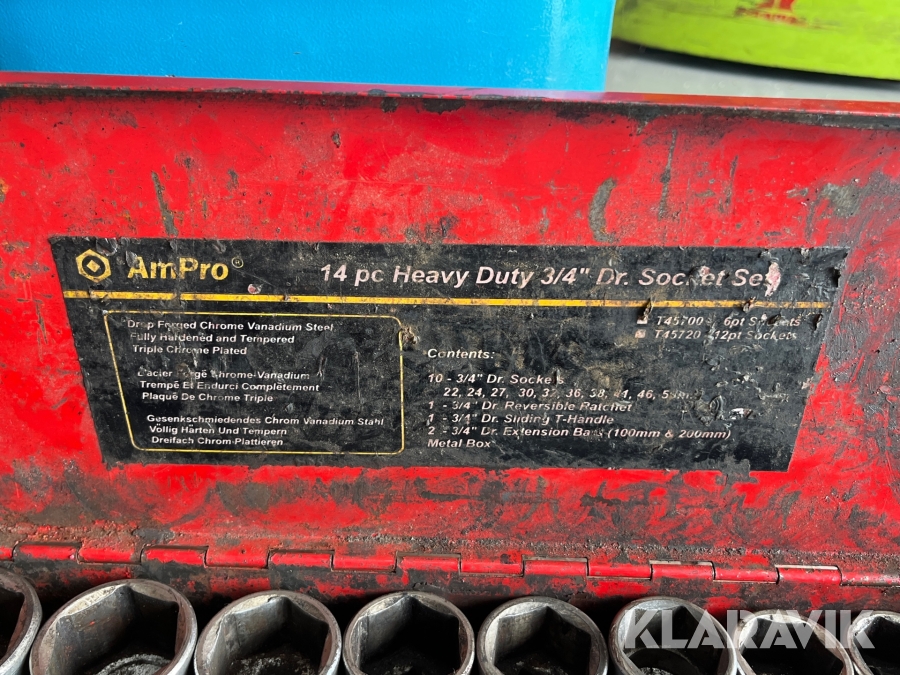 AmPro®
14 pc Heavy Duty 3/4" Dr. Socket Set
T45700 6pt Sockets
T45720 12pt Sockets
Drop Forged Chrome Vanadium Steel
Fully Hardened and Tempered
Triple Chrome Plated
L'acier Forgé Chrome-Vanadium
Trempé Et Endurci Complètement
Plaqué De Chrome Triple
Gesenkschmiedendes Chrom Vanadium Stahl
Völlig Härten Und Tempern
Dreifach Chrom-Plattieren
Contents:
10 - 3/4" Dr. Sockets
22, 24, 27, 30, 32, 36, 38, 41, 46,
1 - 3/4" Dr. Reversible Ratchet
1 - 3/4" Dr. Sliding T-Handle
2 - 3/4" Dr. Extension Bars (100mm & 200mm)
Metal Box
KLARAVIK